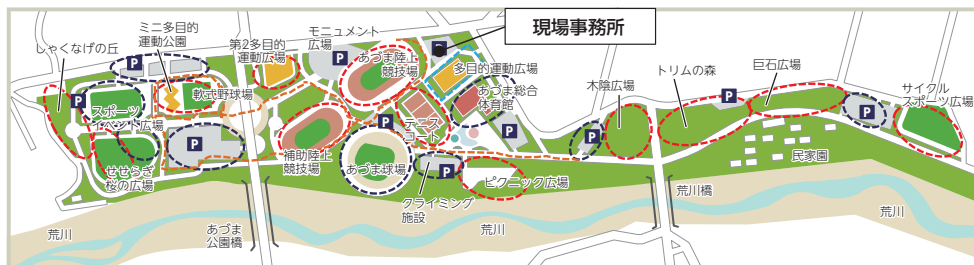 現場事務所
ミニ多目的
運動公園
しゃくなげの丘
第2多目的
運動広場
モニュメント
広場
あづま陸上
競技場
多目的運動広場
あづま総合
体育館
木陰広場
トリムの森
巨石広場
サイクル
スポーツ広場
スポーツ
イベント広場
軟式野球場
テニス
コート
せせらぎ
桜の広場
補助陸上
競技場
あづま球場
クライミング
施設
ピクニック広場
民家園
荒川
あづま
公園橋
荒川
荒川橋
荒川
P
P
P
P
P
P
P
P
P
P
P